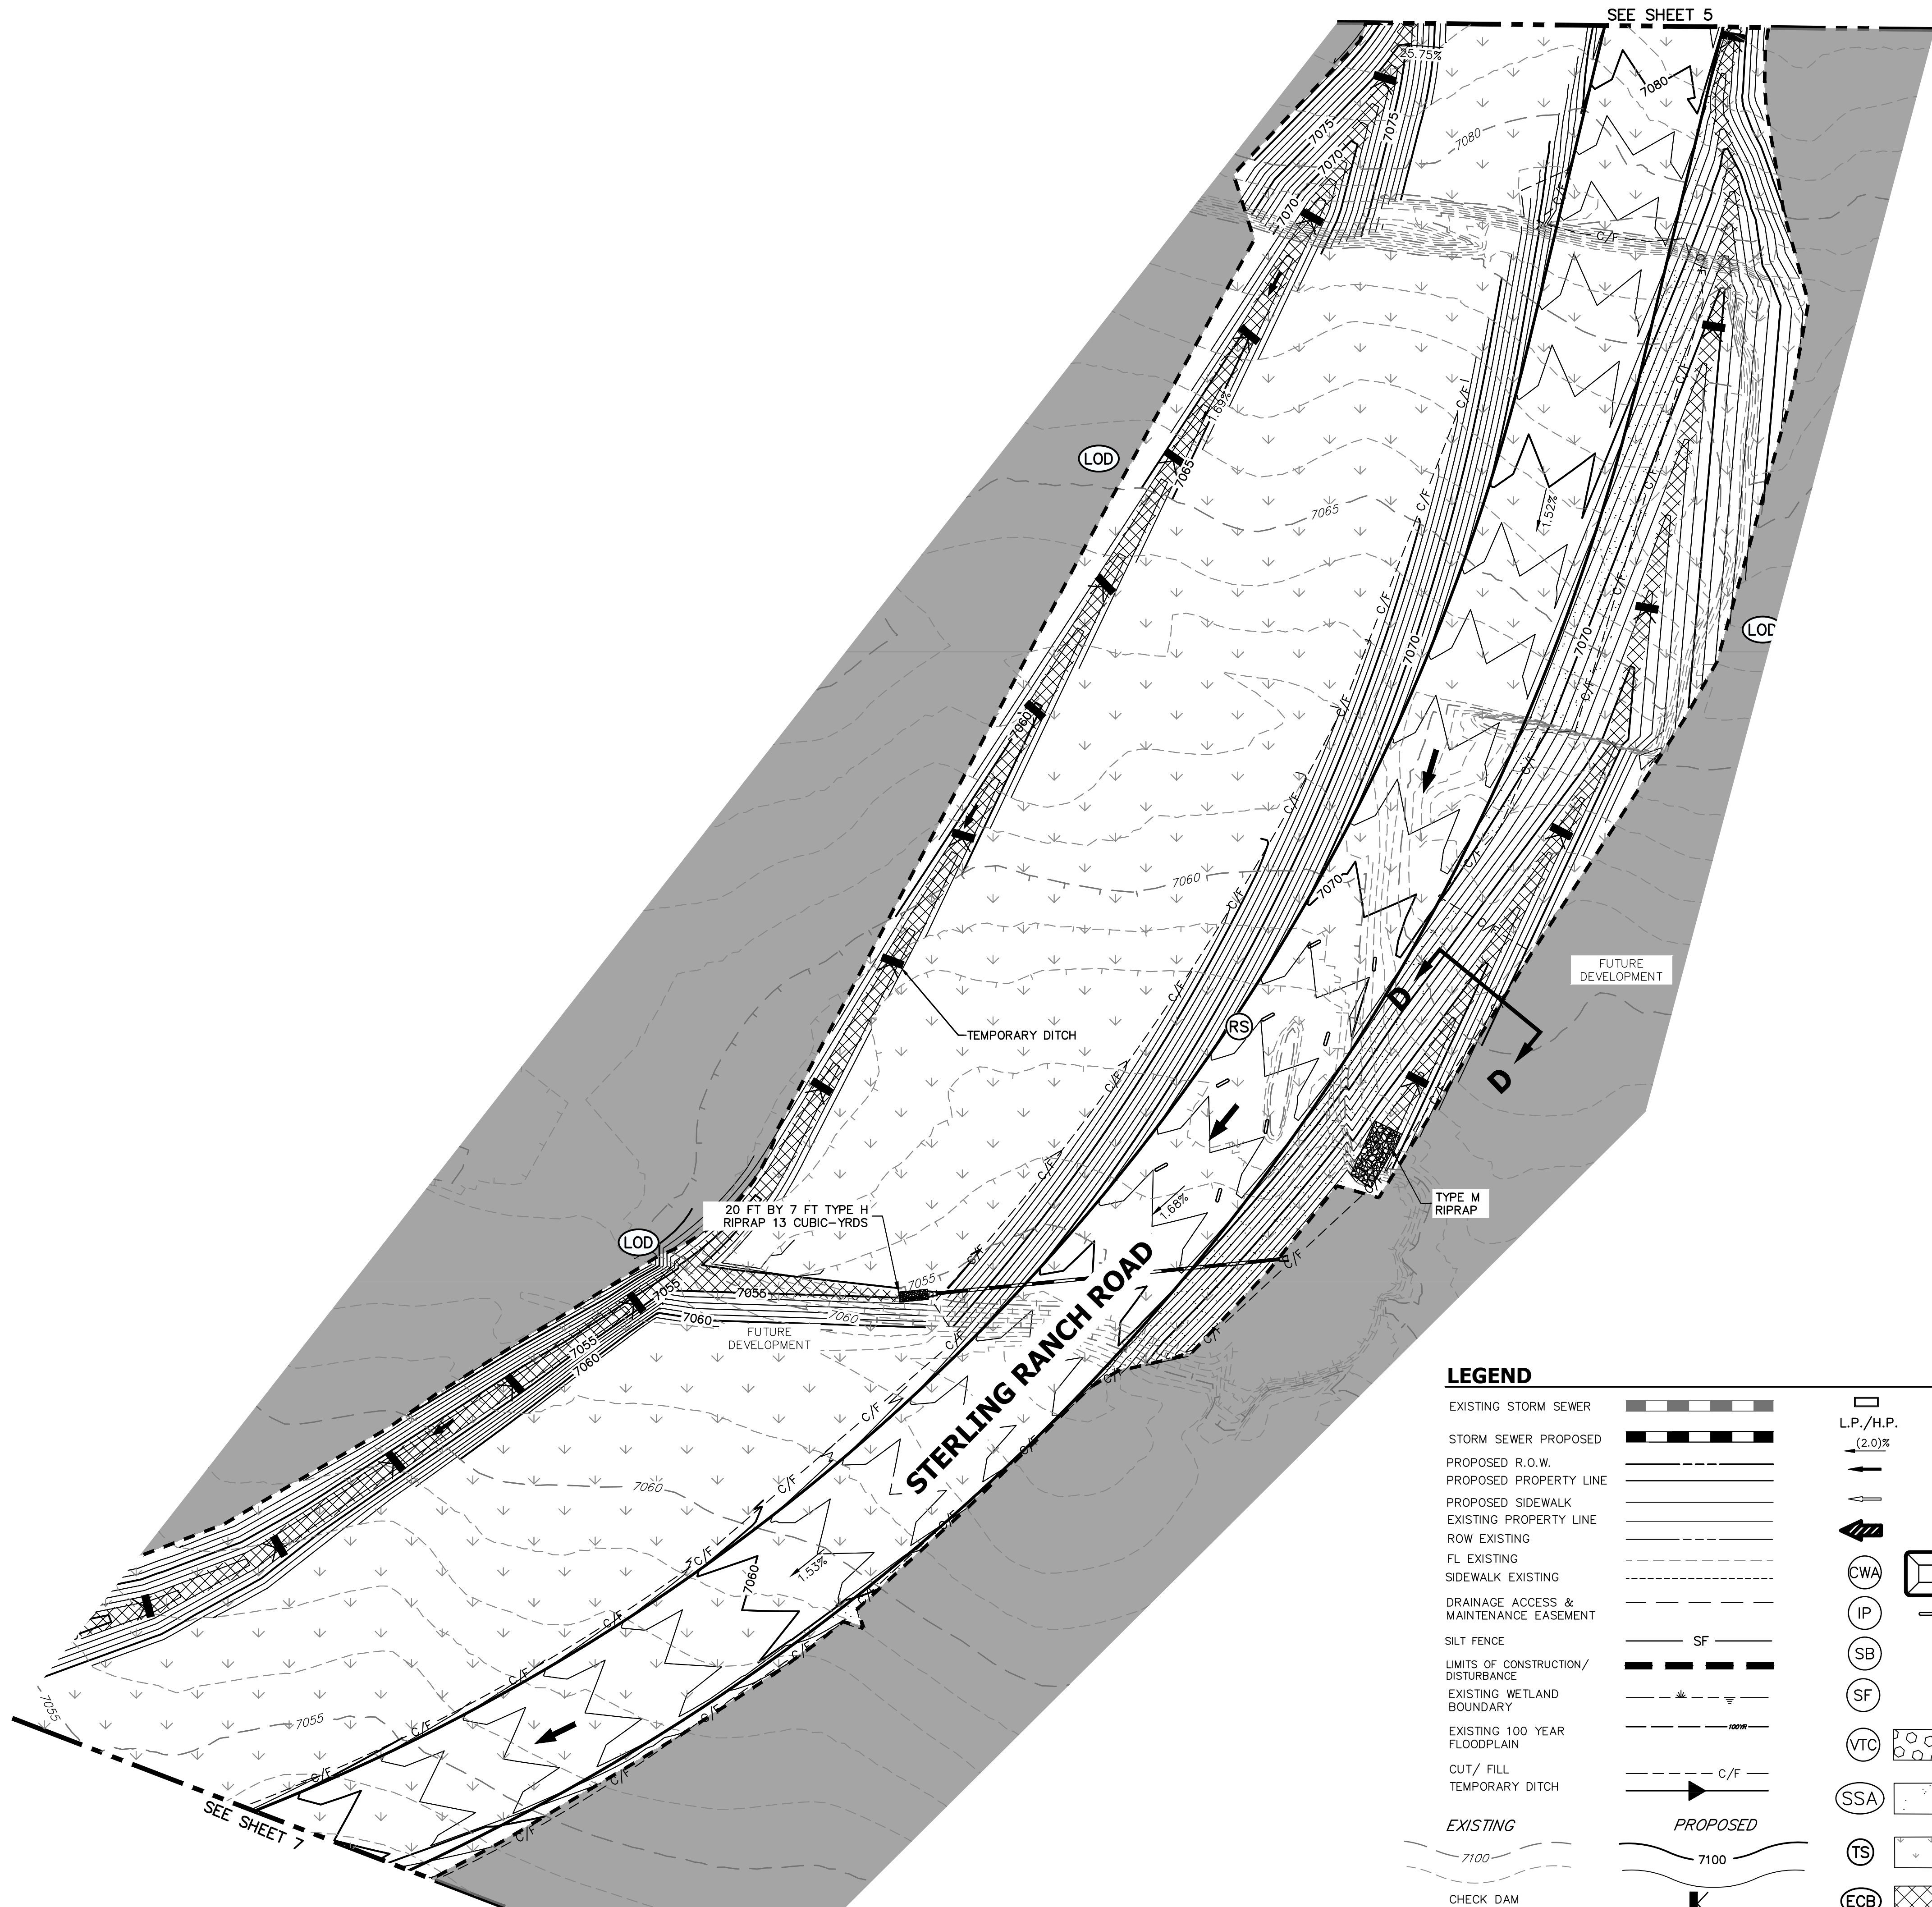 SEE SHEET 5
25.75%
7080
7075
7075
7080
7070
7070
C/F
C/F
C/F
1.69%
C/F
C/F
LOD
7065
C/F
C/F
7065
1.52%
C/F
C/F
LOD
7070
7070
C/F
C/F
7060
C/F
C/F
7060
7070
C/F
C/F
C/F
FUTURE
DEVELOPMENT
D
C/F
RS
TEMPORARY DITCH
D
C/F
C/F
C/F
20 FT BY 7 FT TYPE H
RIPRAP 13 CUBIC-YRDS
TYPE M
RIPRAP
1.68%
C/F
LOD
C/F
C/F
7055
7055
7055
7060
7060
FUTURE
DEVELOPMENT
C/F
C/F
7055
7060
C/F
STERLING RANCH ROAD
C/F
C/F
C/F
7060
C/F
C/F
1.53%
7060
C/F
C/F
C/F
C/F
7055
7055
C/F
C/F
C/F
C/F
C/F
SEE SHEET 7
LEGEND
EXISTING STORM SEWER
L.P./H.P.
STORM SEWER PROPOSED
(2.0)%
PROPOSED R.O.W.
PROPOSED PROPERTY LINE
PROPOSED SIDEWALK
EXISTING PROPERTY LINE
ROW EXISTING
FL EXISTING
SIDEWALK EXISTING
CWA
DRAINAGE ACCESS &
MAINTENANCE EASEMENT
IP
SILT FENCE
SF
SB
LIMITS OF CONSTRUCTION/
DISTURBANCE
EXISTING WETLAND
BOUNDARY
SF
EXISTING 100 YEAR
FLOODPLAIN
100YR
VTC
CUT/ FILL
C/F
TEMPORARY DITCH
SSA
EXISTING
PROPOSED
7100
7100
TS
CHECK DAM
ECB